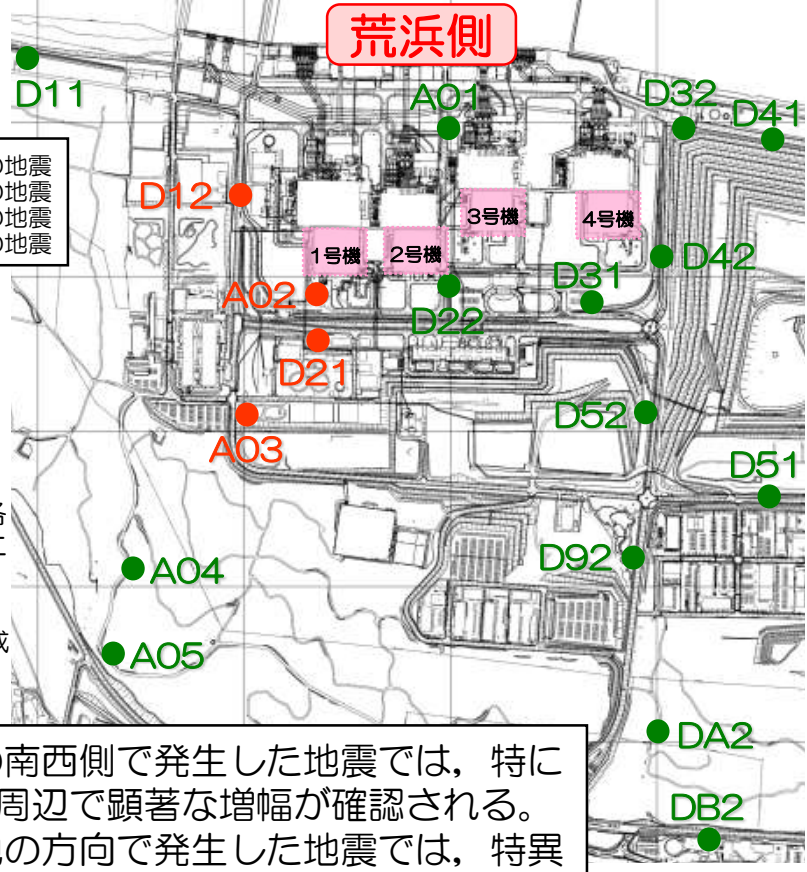 荒浜側
D11
A01
D32
D41
の地震
の地震
の地震
の地震
D12
3号機
4号機
1号機
2号機
D42
A02
D22
D31
D21
A03
D52
D51
A04
D92
A05
DA2
DB2
の南西側で発生した地震では，特に
周辺で顕著な増幅が確認される。
の方向で発生した地震では，特異